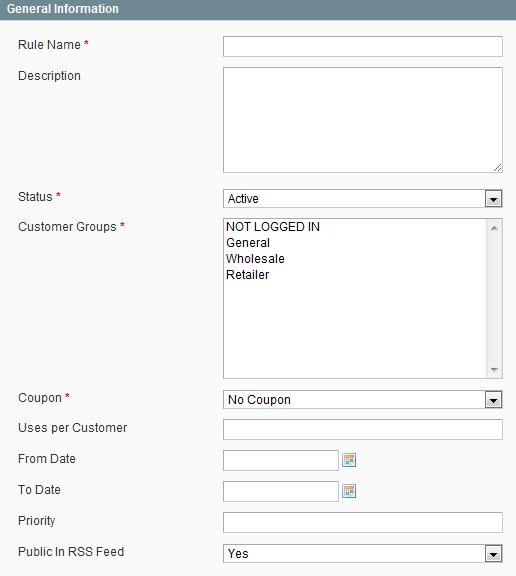 General Information
Rule Name *
Description
Status * Active
Customer Groups * NOT LOGGED IN
General
Wholesale
Retailer
Coupon * No Coupon
Uses per Customer
From Date
To Date
Priority
Public In RSS Feed Yes